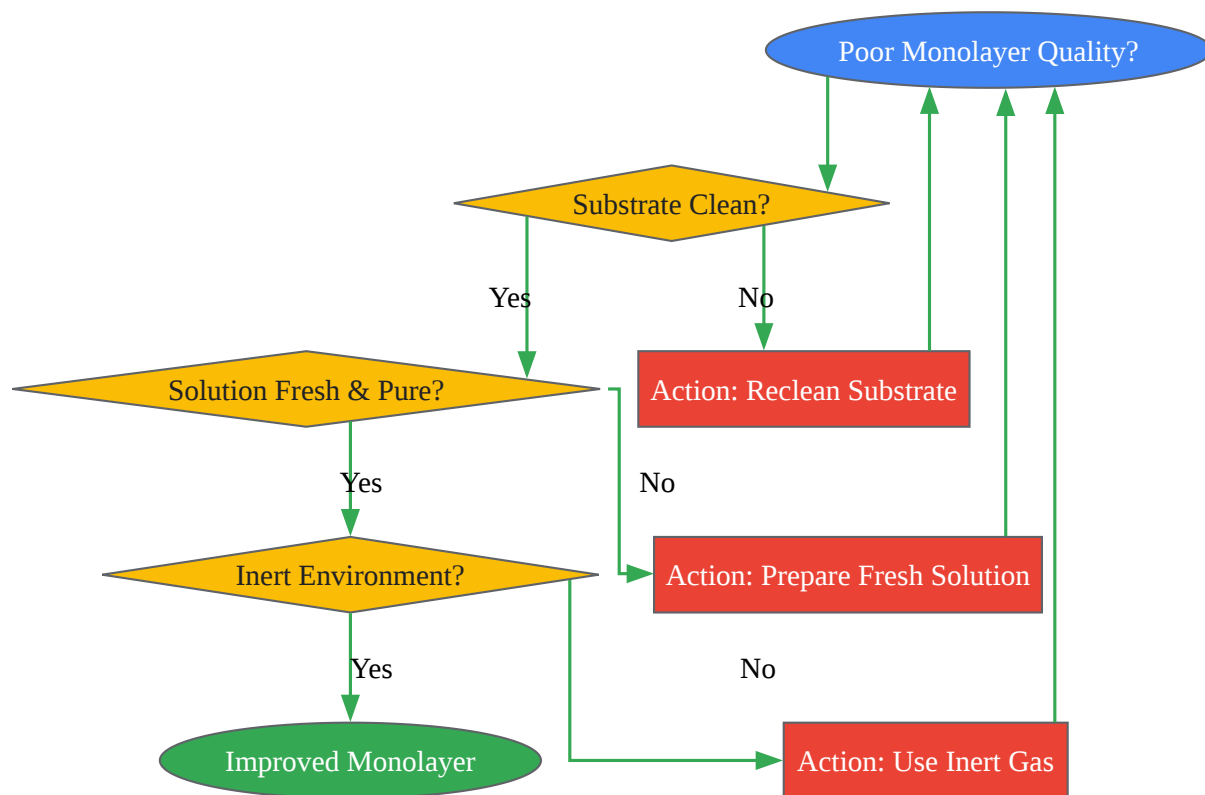 Poor Monolayer Quality?
Substrate Clean?
Yes
No
Solution Fresh & Pure?
Action: Reclean Substrate
Yes
No
Inert Environment?
Action: Prepare Fresh Solution
Yes
No
Improved Monolayer
Action: Use Inert Gas